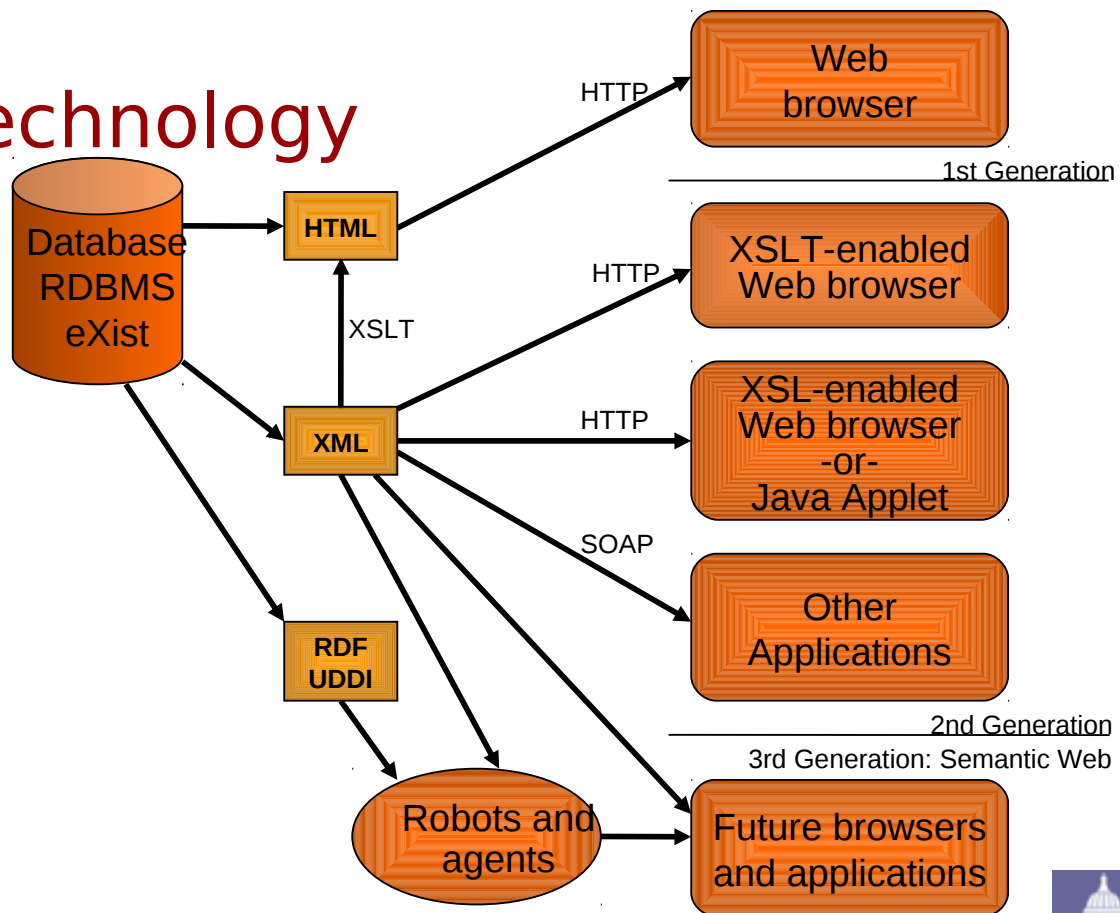 echnology
Database
RDBMS
eXist
HTML
XSLT
XML
RDF
UDDI
Robots and
agents
HTTP
Web
browser
1st Generation
HTTP
XSLT-enabled
Web browser
HTTP
XSL-enabled
Web browser
-or-
Java Applet
SOAP
Other
Applications
2nd Generation
3rd Generation: Semantic Web
Future browsers
and applications